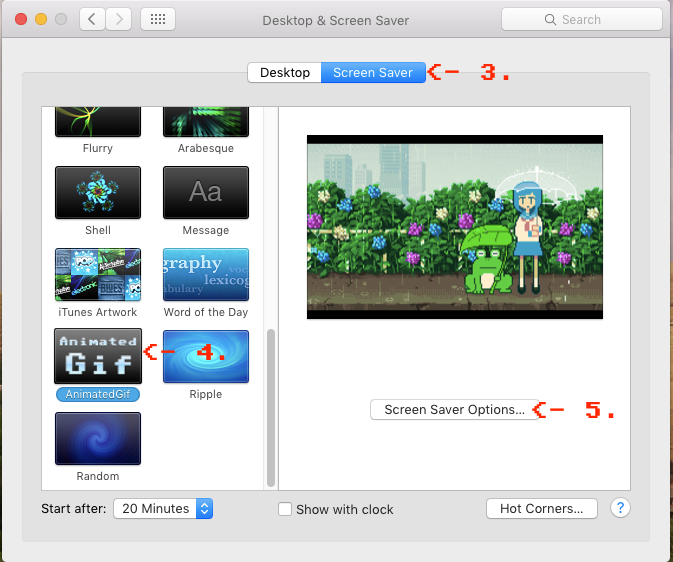 Desktop & Screen Saver
Search
Desktop
Screen Saver
<- 3.
Flurry
Arabesque
Aa
Shell
Message
graphy
lexicog
iTunes Artwork
Word of the Day
Animated
Gif
<- 4.
AnimatedGif
Ripple
Screen Saver Options...
<- 5.
Random
Start after:
20 Minutes
Show with clock
Hot Corners...
?